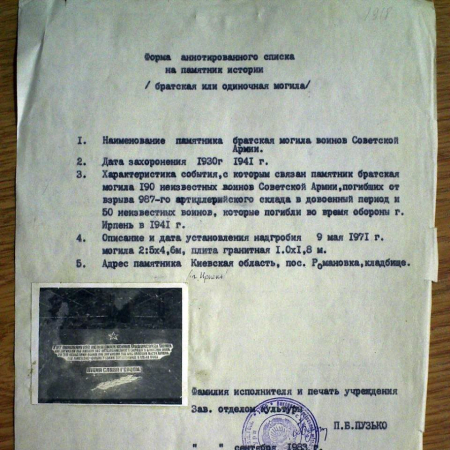 Форма аннотированного списка
на памятник истории
/ братская или одиночная могила/
1. Наименование памятника братская могила воинов Советской
Армии.
2. Дата захоронения 1930г 1941 г.
3. Характеристика события,с которым связан памятник братская
могила 190 неизвестных воинов Советской Армии,погибших от
взрыва 987-го артиллерийского склада в довоенный период и
50 неизвестных воинов, которые погибли во время обороны г.
Ирпень в 1941 г.
4. Описание и дата установления надгробия 9 мая 1971 г.
могила 2:5х4,6м, плита гранитная 1.0х1,8 м.
5. Адрес памятника Киевская область, пос. Романовка,кладбище.
Фамилия исполнителя и печать учреждения
Зав. отделом культуры
П.В.ПУЗЬКО
" " сентября 1983 г.